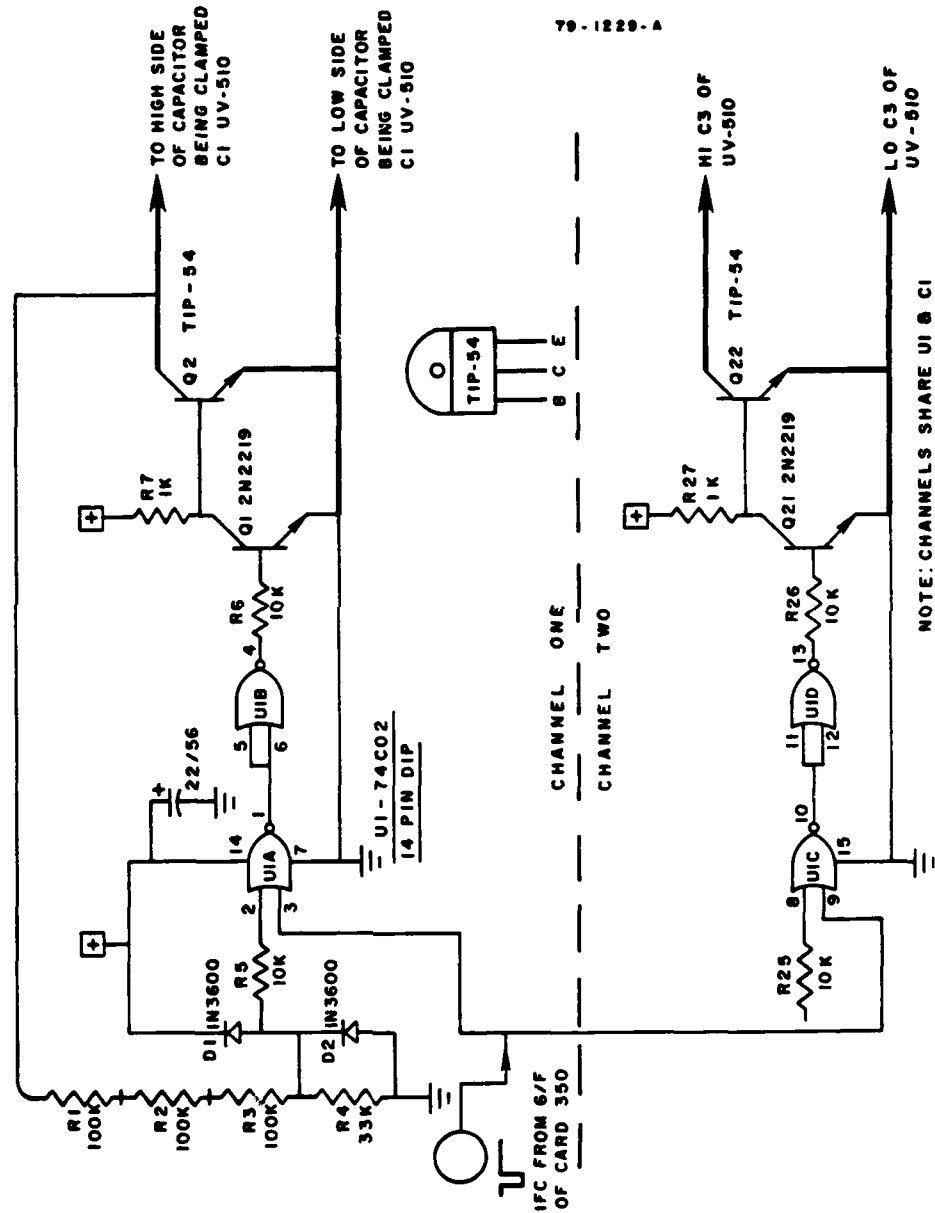 79-1229-A
TO HIGH SIDE
OF CAPACITOR
BEING CLAMPED
C1 UV-510
TO LOW SIDE
OF CAPACITOR
BEING CLAMPED
C1 UV-510
Q2 TIP-54
R7
1K
Q1 2N2219
R6
10K
4
U1B
5
6
22/56
+
14
1
U1A
7
2
3
U1-74C02
14 PIN DIP
R5
10K
D1
1N3600
D2
1N3600
R1
100K
R2
100K
R3
100K
R4
33K
IFC FROM 6/F
OF CARD 350
TIP-54
B C E
CHANNEL ONE
CHANNEL TWO
HI C3 OF
UV-510
LO C3 OF
UV-510
Q22 TIP-54
R27
1K
Q21 2N2219
R26
10K
13
U1D
11
12
10
U1C
15
8
9
R25
10K
+
+
+
NOTE: CHANNELS SHARE U1 & C1